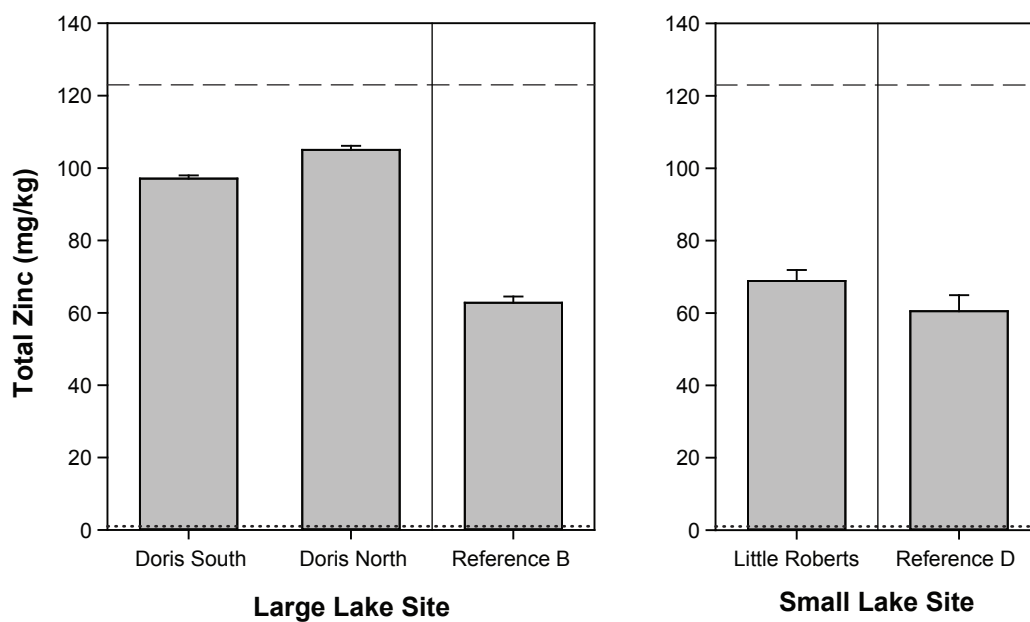 Total Zinc (mg/kg)
140
120
100
80
60
40
20
0
Doris South
Doris North
Reference B
Large Lake Site
140
120
100
80
60
40
20
0
Little Roberts
Reference D
Small Lake Site